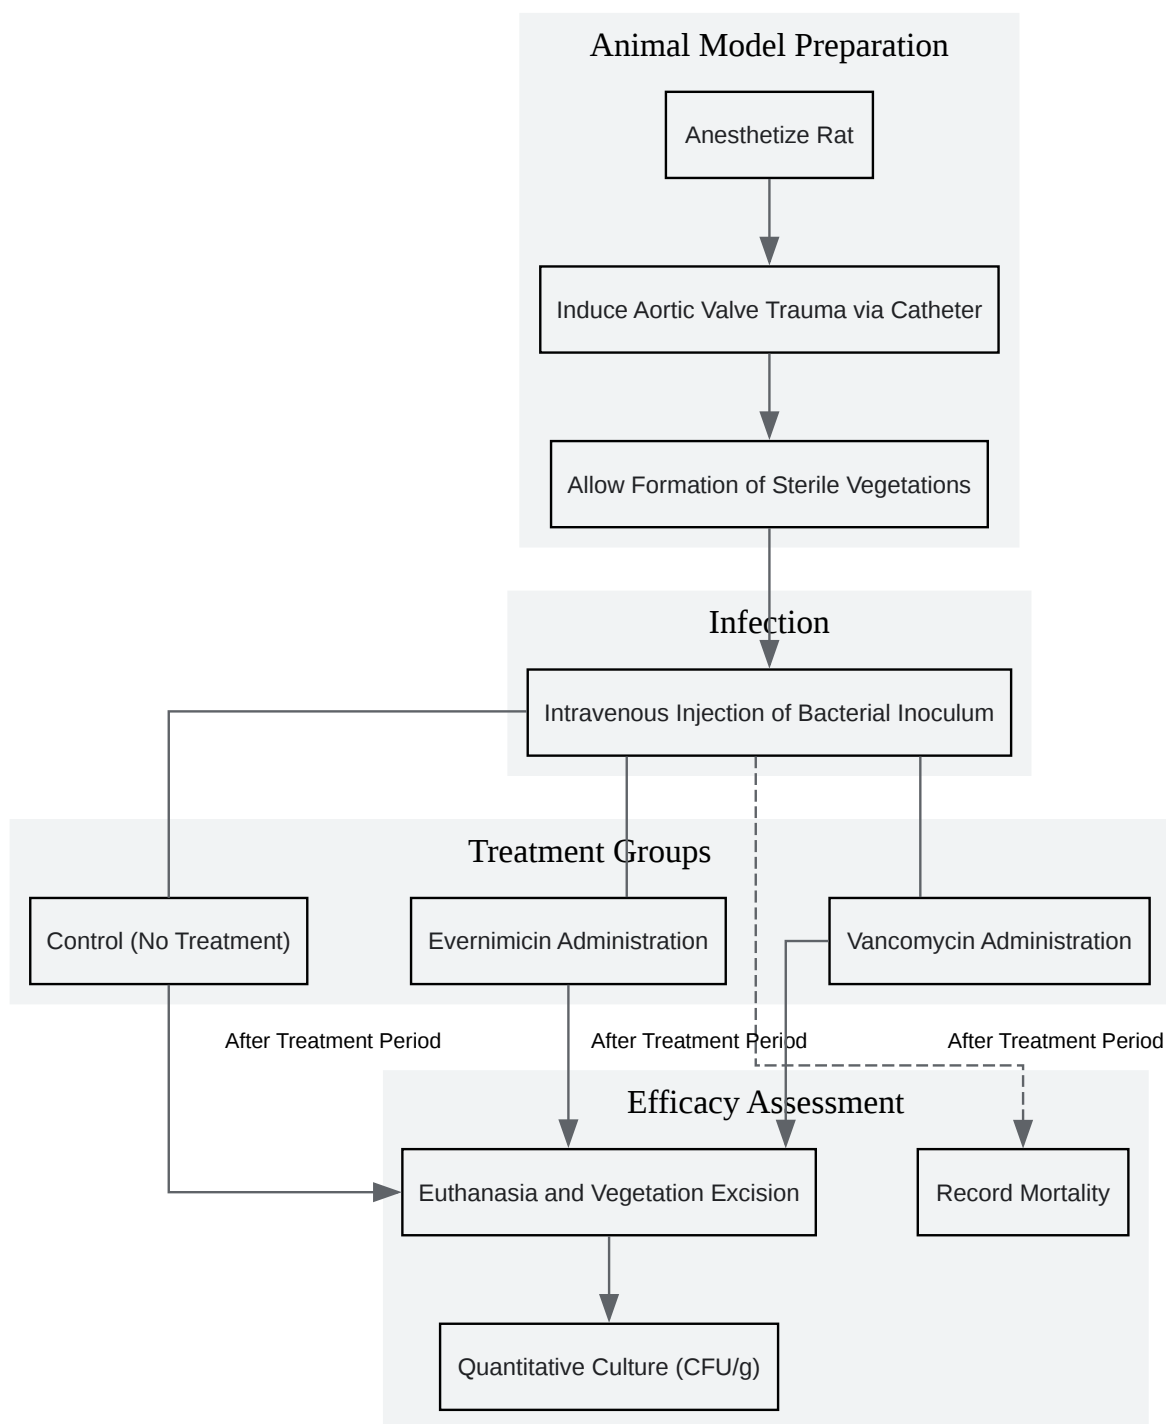 Animal Model Preparation
Anesthetize Rat
Induce Aortic Valve Trauma via Catheter
Allow Formation of Sterile Vegetations
Infection
Intravenous Injection of Bacterial Inoculum
Treatment Groups
Control (No Treatment)
Evernimicin Administration
Vancomycin Administration
After Treatment Period
After Treatment Period
After Treatment Period
Efficacy Assessment
Euthanasia and Vegetation Excision
Record Mortality
Quantitative Culture (CFU/g)